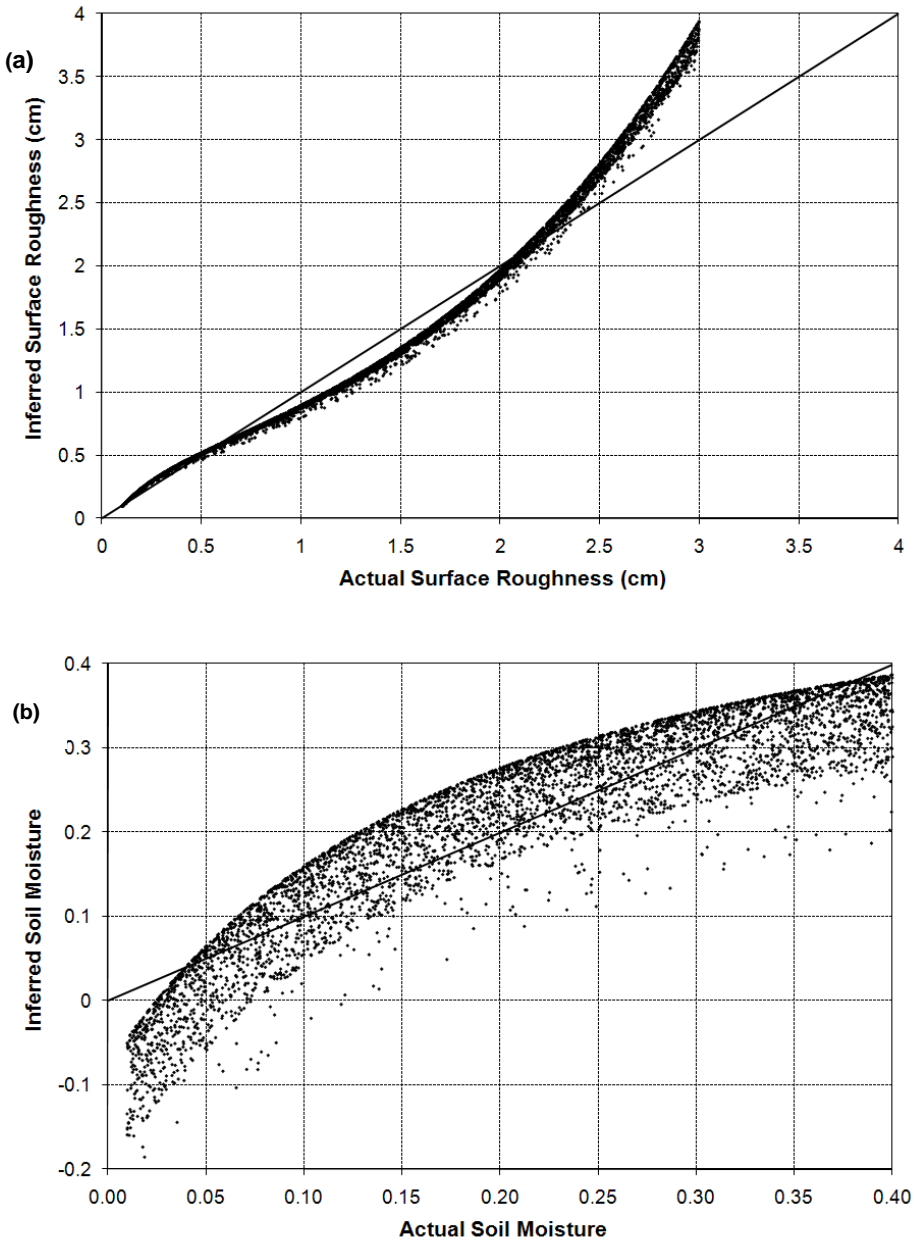 (a)
Inferred Surface Roughness (cm)
4
3.5
3
2.5
2
1.5
1
0.5
0
0 0.5 1 1.5 2 2.5 3 3.5 4
Actual Surface Roughness (cm)
(b)
Inferred Soil Moisture
0.4
0.3
0.2
0.1
0
-0.1
-0.2
0.00 0.05 0.10 0.15 0.20 0.25 0.30 0.35 0.40
Actual Soil Moisture